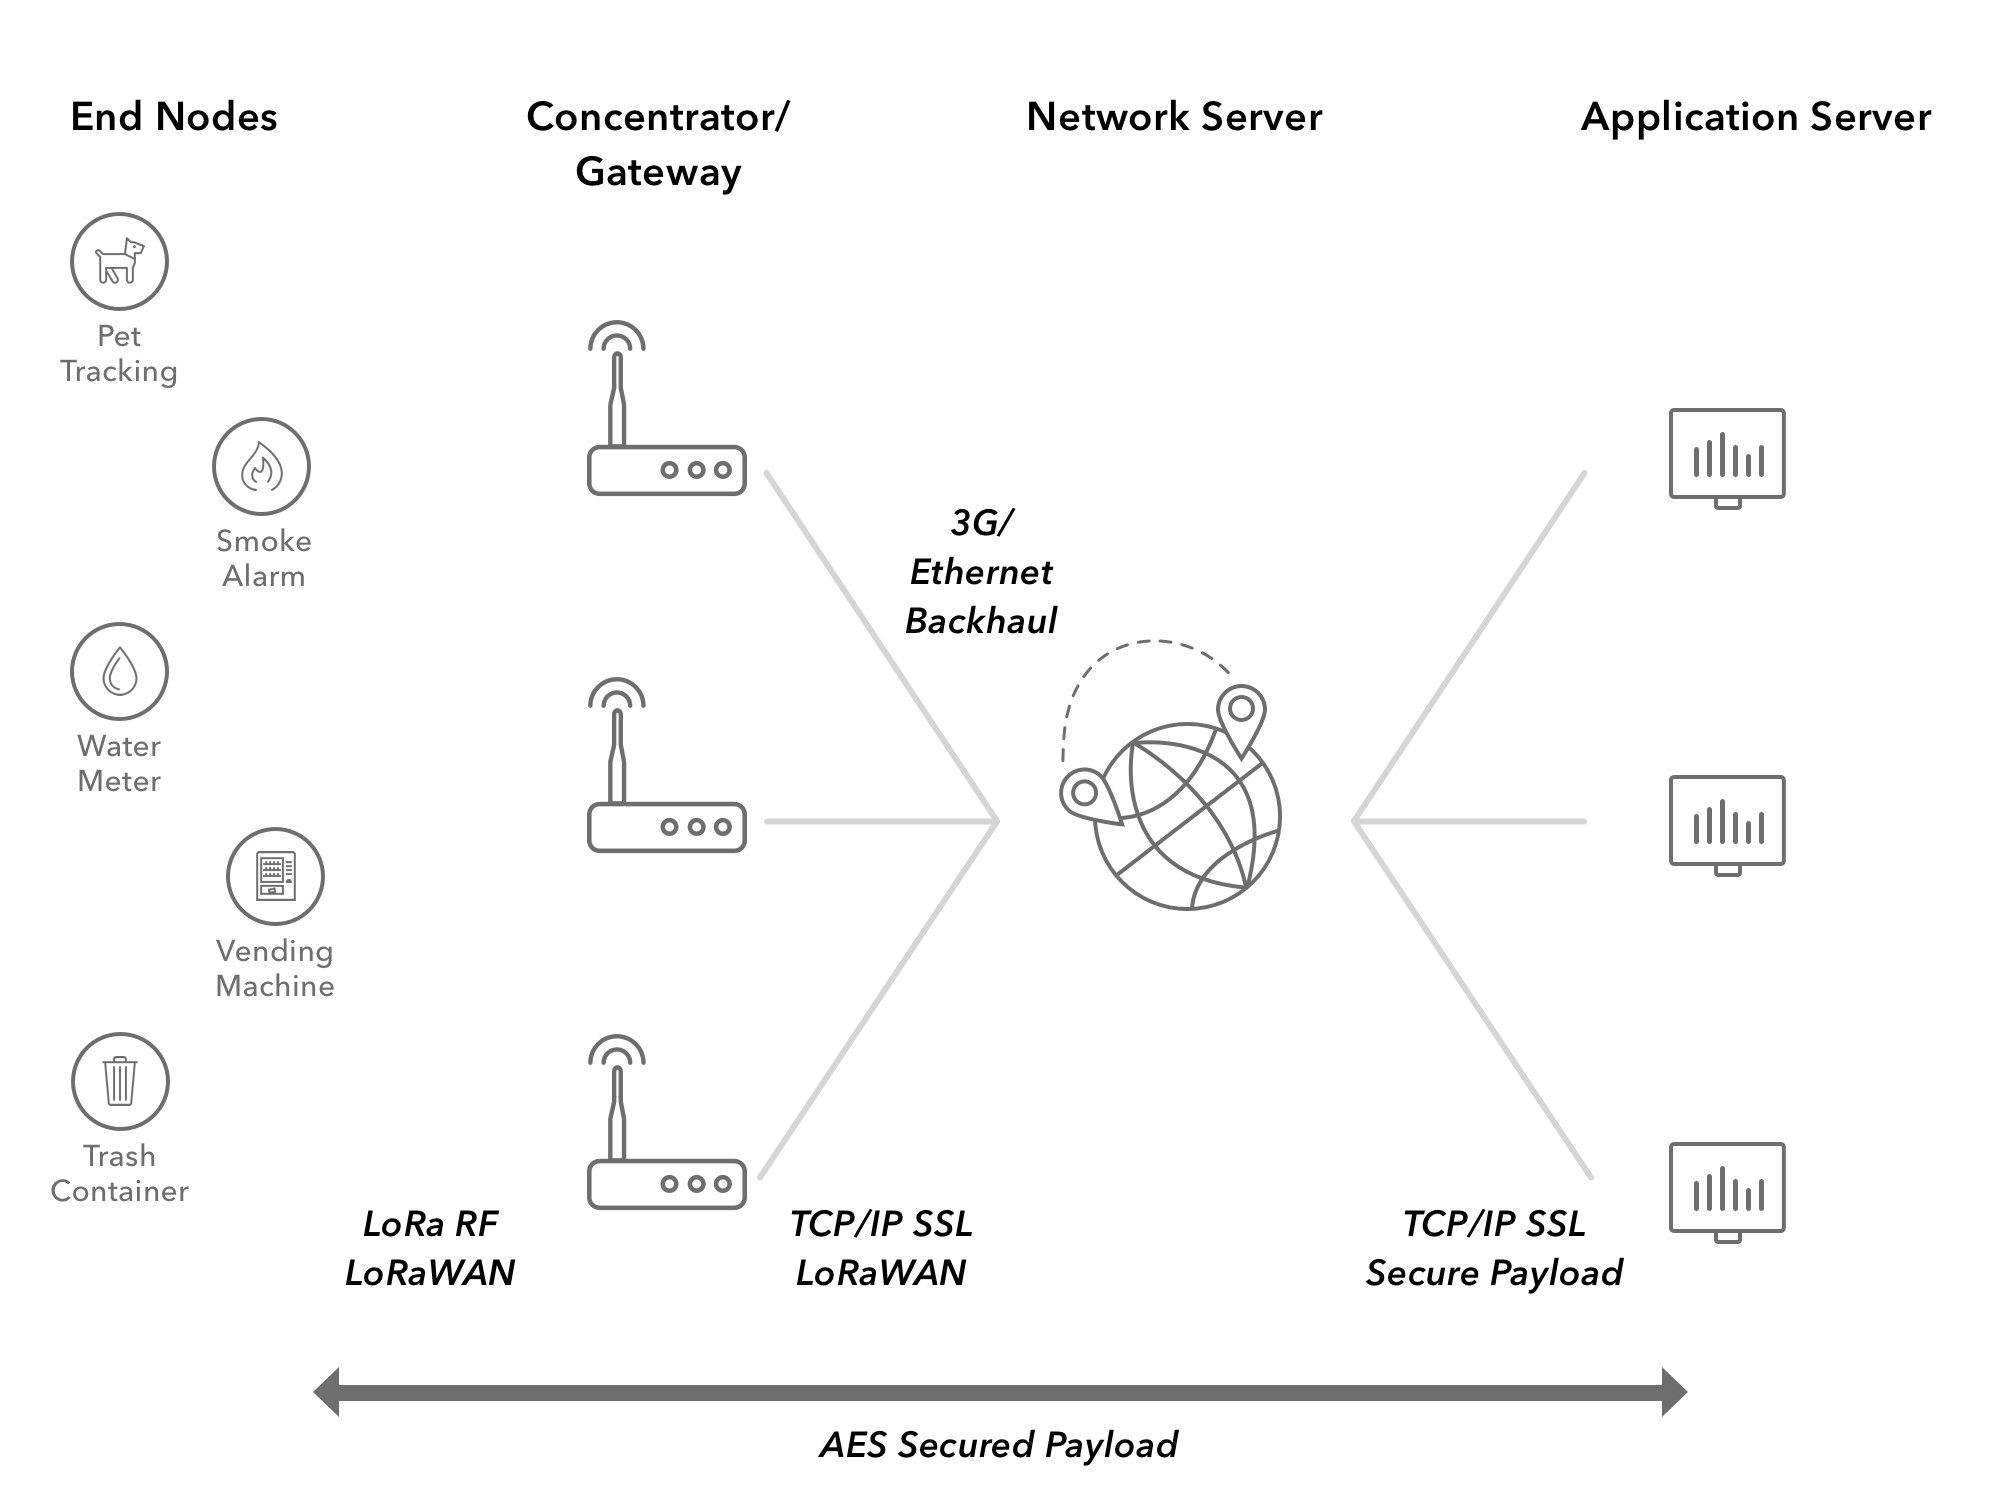 End Nodes
Concentrator/
Gateway
Network Server
Application Server
Pet
Tracking
Smoke
Alarm
Water
Meter
Vending
Machine
Trash
Container
3G/
Ethernet
Backhaul
LoRa RF
LoRaWAN
TCP/IP SSL
LoRaWAN
TCP/IP SSL
Secure Payload
AES Secured Payload